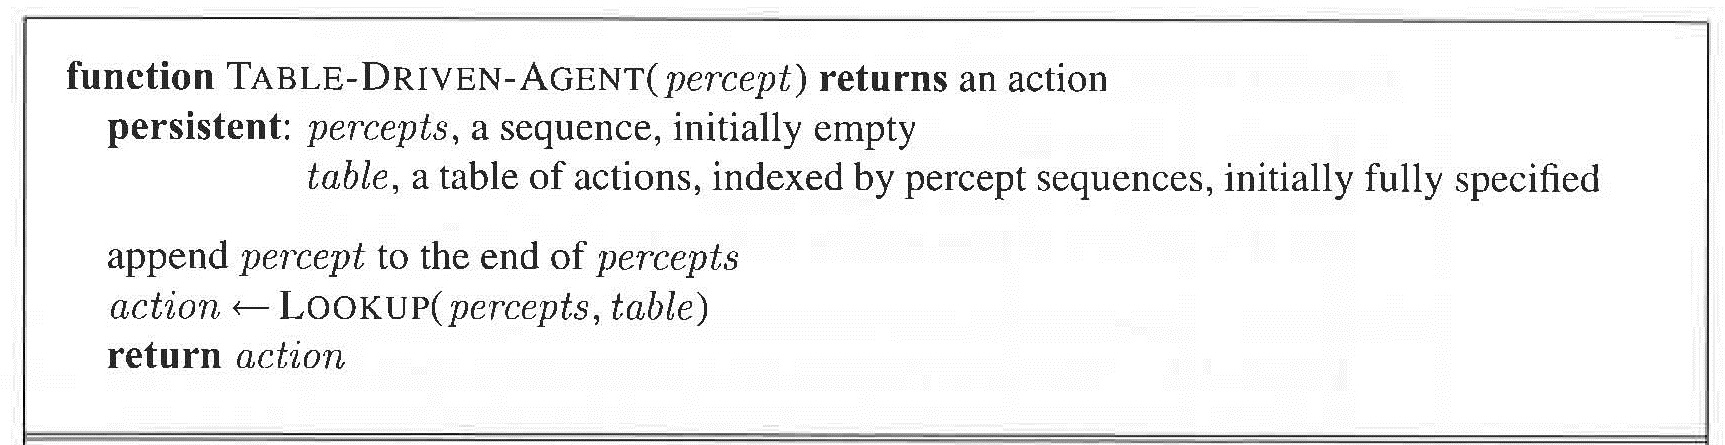 function TABLE-DRIVEN-AGENT(percept) returns an action
persistent: percepts, a sequence, initially empty
table, a table of actions, indexed by percept sequences, initially fully specified
append percept to the end of percepts
action ← LOOKUP(percepts, table)
return action